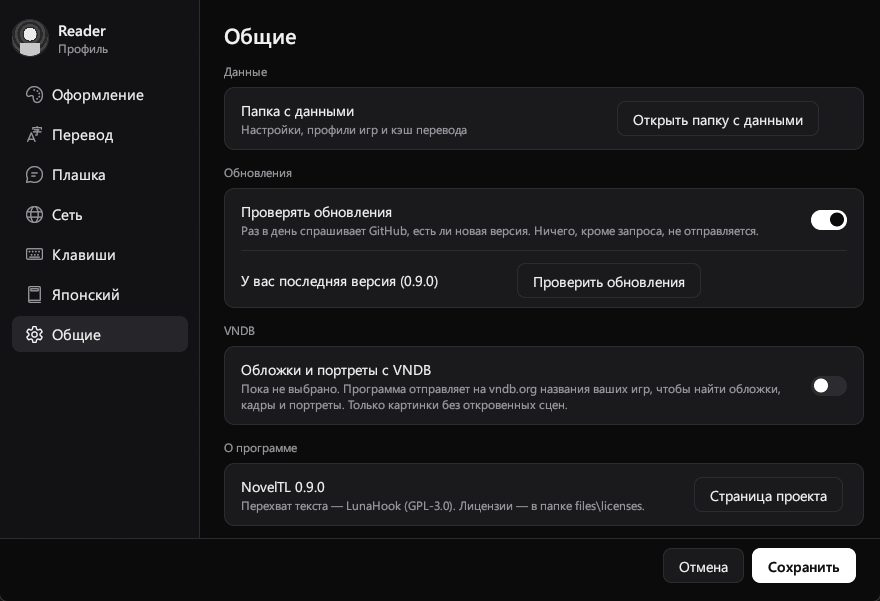 Reader
Профиль
Оформление
Перевод
Плашка
Сеть
Клавиши
Японский
Общие
Общие
Данные
Папка с данными
Настройки, профили игр и кэш перевода
Открыть папку с данными
Обновления
Проверять обновления
Раз в день спрашивает GitHub, есть ли новая версия. Ничего, кроме запроса, не отправляется.
У вас последняя версия (0.9.0)
Проверить обновления
VNDB
Обложки и портреты с VNDB
Пока не выбрано. Программа отправляет на vndb.org названия ваших игр, чтобы найти обложки,
кадры и портреты. Только картинки без откровенных сцен.
О программе
NovelTL 0.9.0
Перехват текста — LunaHook (GPL-3.0). Лицензии — в папке files\licenses.
Страница проекта
Отмена
Сохранить